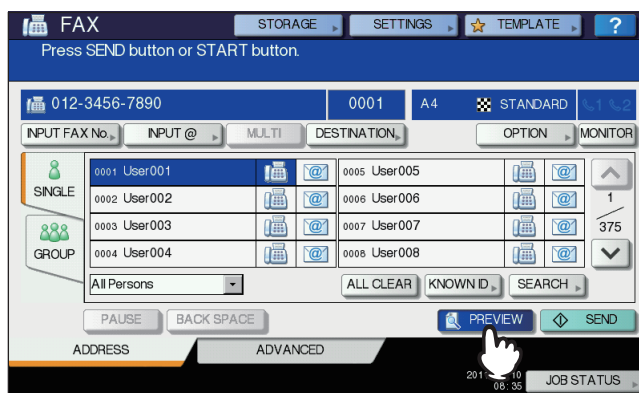 FAX STORAGE SETTINGS TEMPLATE ?
Press SEND button or START button.
012-3456-7890 0001 A4 STANDARD 1 2
INPUT FAX No. INPUT @ MULTI DESTINATION OPTION MONITOR
SINGLE
GROUP
0001 User001 @ 0005 User005 @
0002 User002 @ 0006 User006 @
0003 User003 @ 0007 User007 @
0004 User004 @ 0008 User008 @
1
375
All Persons ALL CLEAR KNOWN ID SEARCH
PAUSE BACK SPACE PREVIEW SEND
ADDRESS ADVANCED
08:35 JOB STATUS